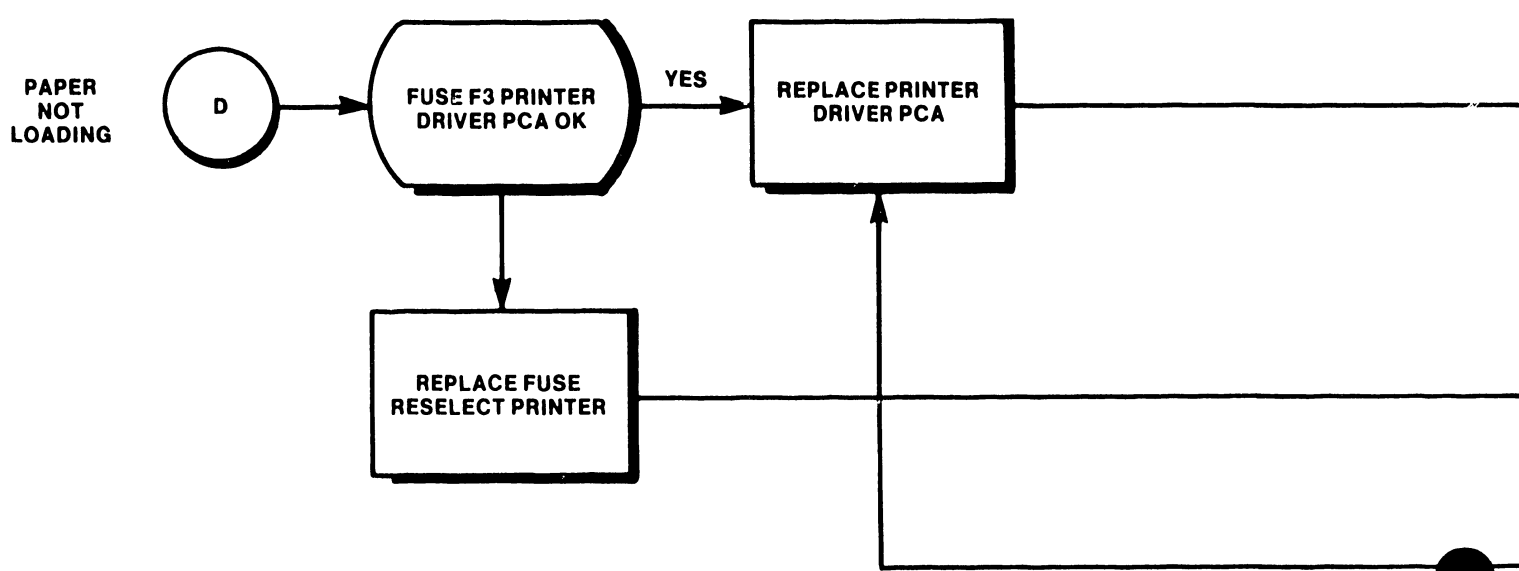 PAPER
NOT
LOADING
D
FUSE F3 PRINTER
DRIVER PCA OK
YES
REPLACE PRINTER
DRIVER PCA
REPLACE FUSE
RESELECT PRINTER